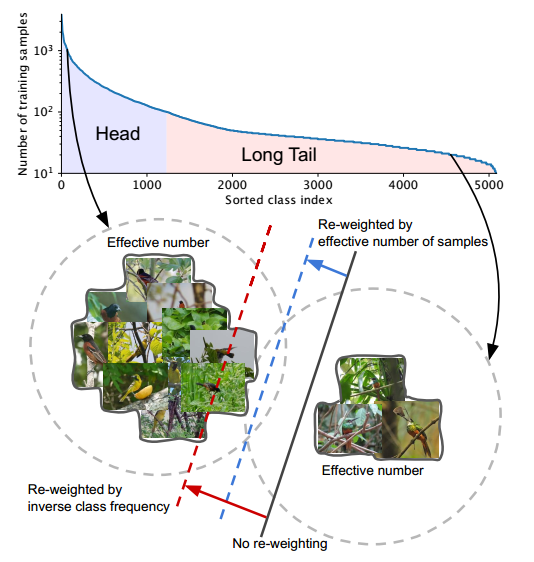 Number of training samples
10³
10²
10¹
Head
Long Tail
0
1000
2000
3000
4000
5000
Sorted class index
Re-weighted by
effective number of samples
Effective number
Effective number
Re-weighted by
inverse class frequency
No re-weighting